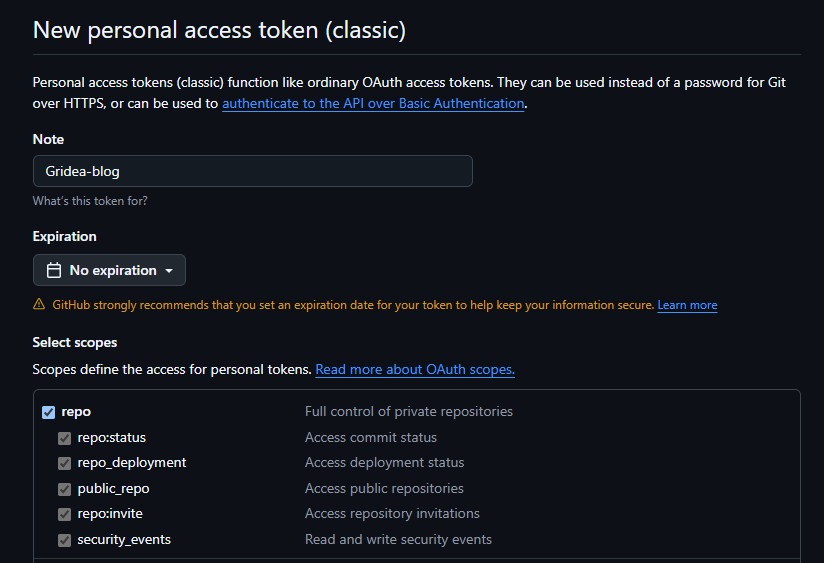 New personal access token (classic)
Personal access tokens (classic) function like ordinary OAuth access tokens. They can be used instead of a password for Git
over HTTPS, or can be used to authenticate to the API over Basic Authentication.
Note
Gridea-blog
What's this token for?
Expiration
No expiration
GitHub strongly recommends that you set an expiration date for your token to help keep your information secure. Learn more
Select scopes
Scopes define the access for personal tokens. Read more about OAuth scopes.
repo Full control of private repositories
repo:status Access commit status
repo_deployment Access deployment status
public_repo Access public repositories
repo:invite Access repository invitations
security_events Read and write security events